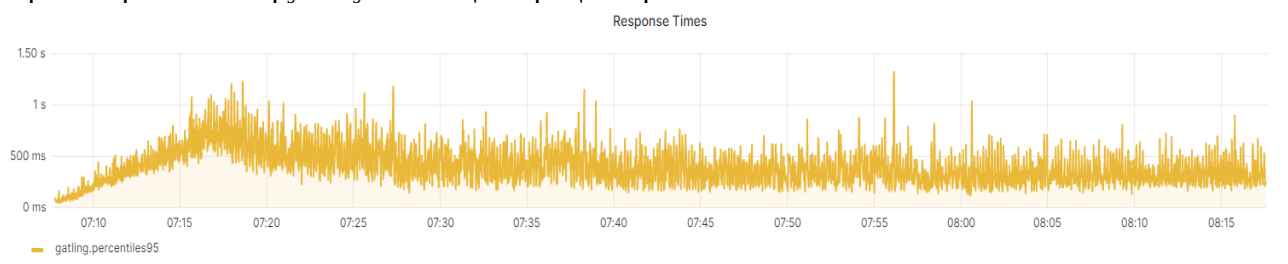 Response Times
1.50 s
1 s
500 ms
0 ms
07:10 07:15 07:20 07:25 07:30 07:35 07:40 07:45 07:50 07:55 08:00 08:05 08:10 08:15
gatling.percentiles95